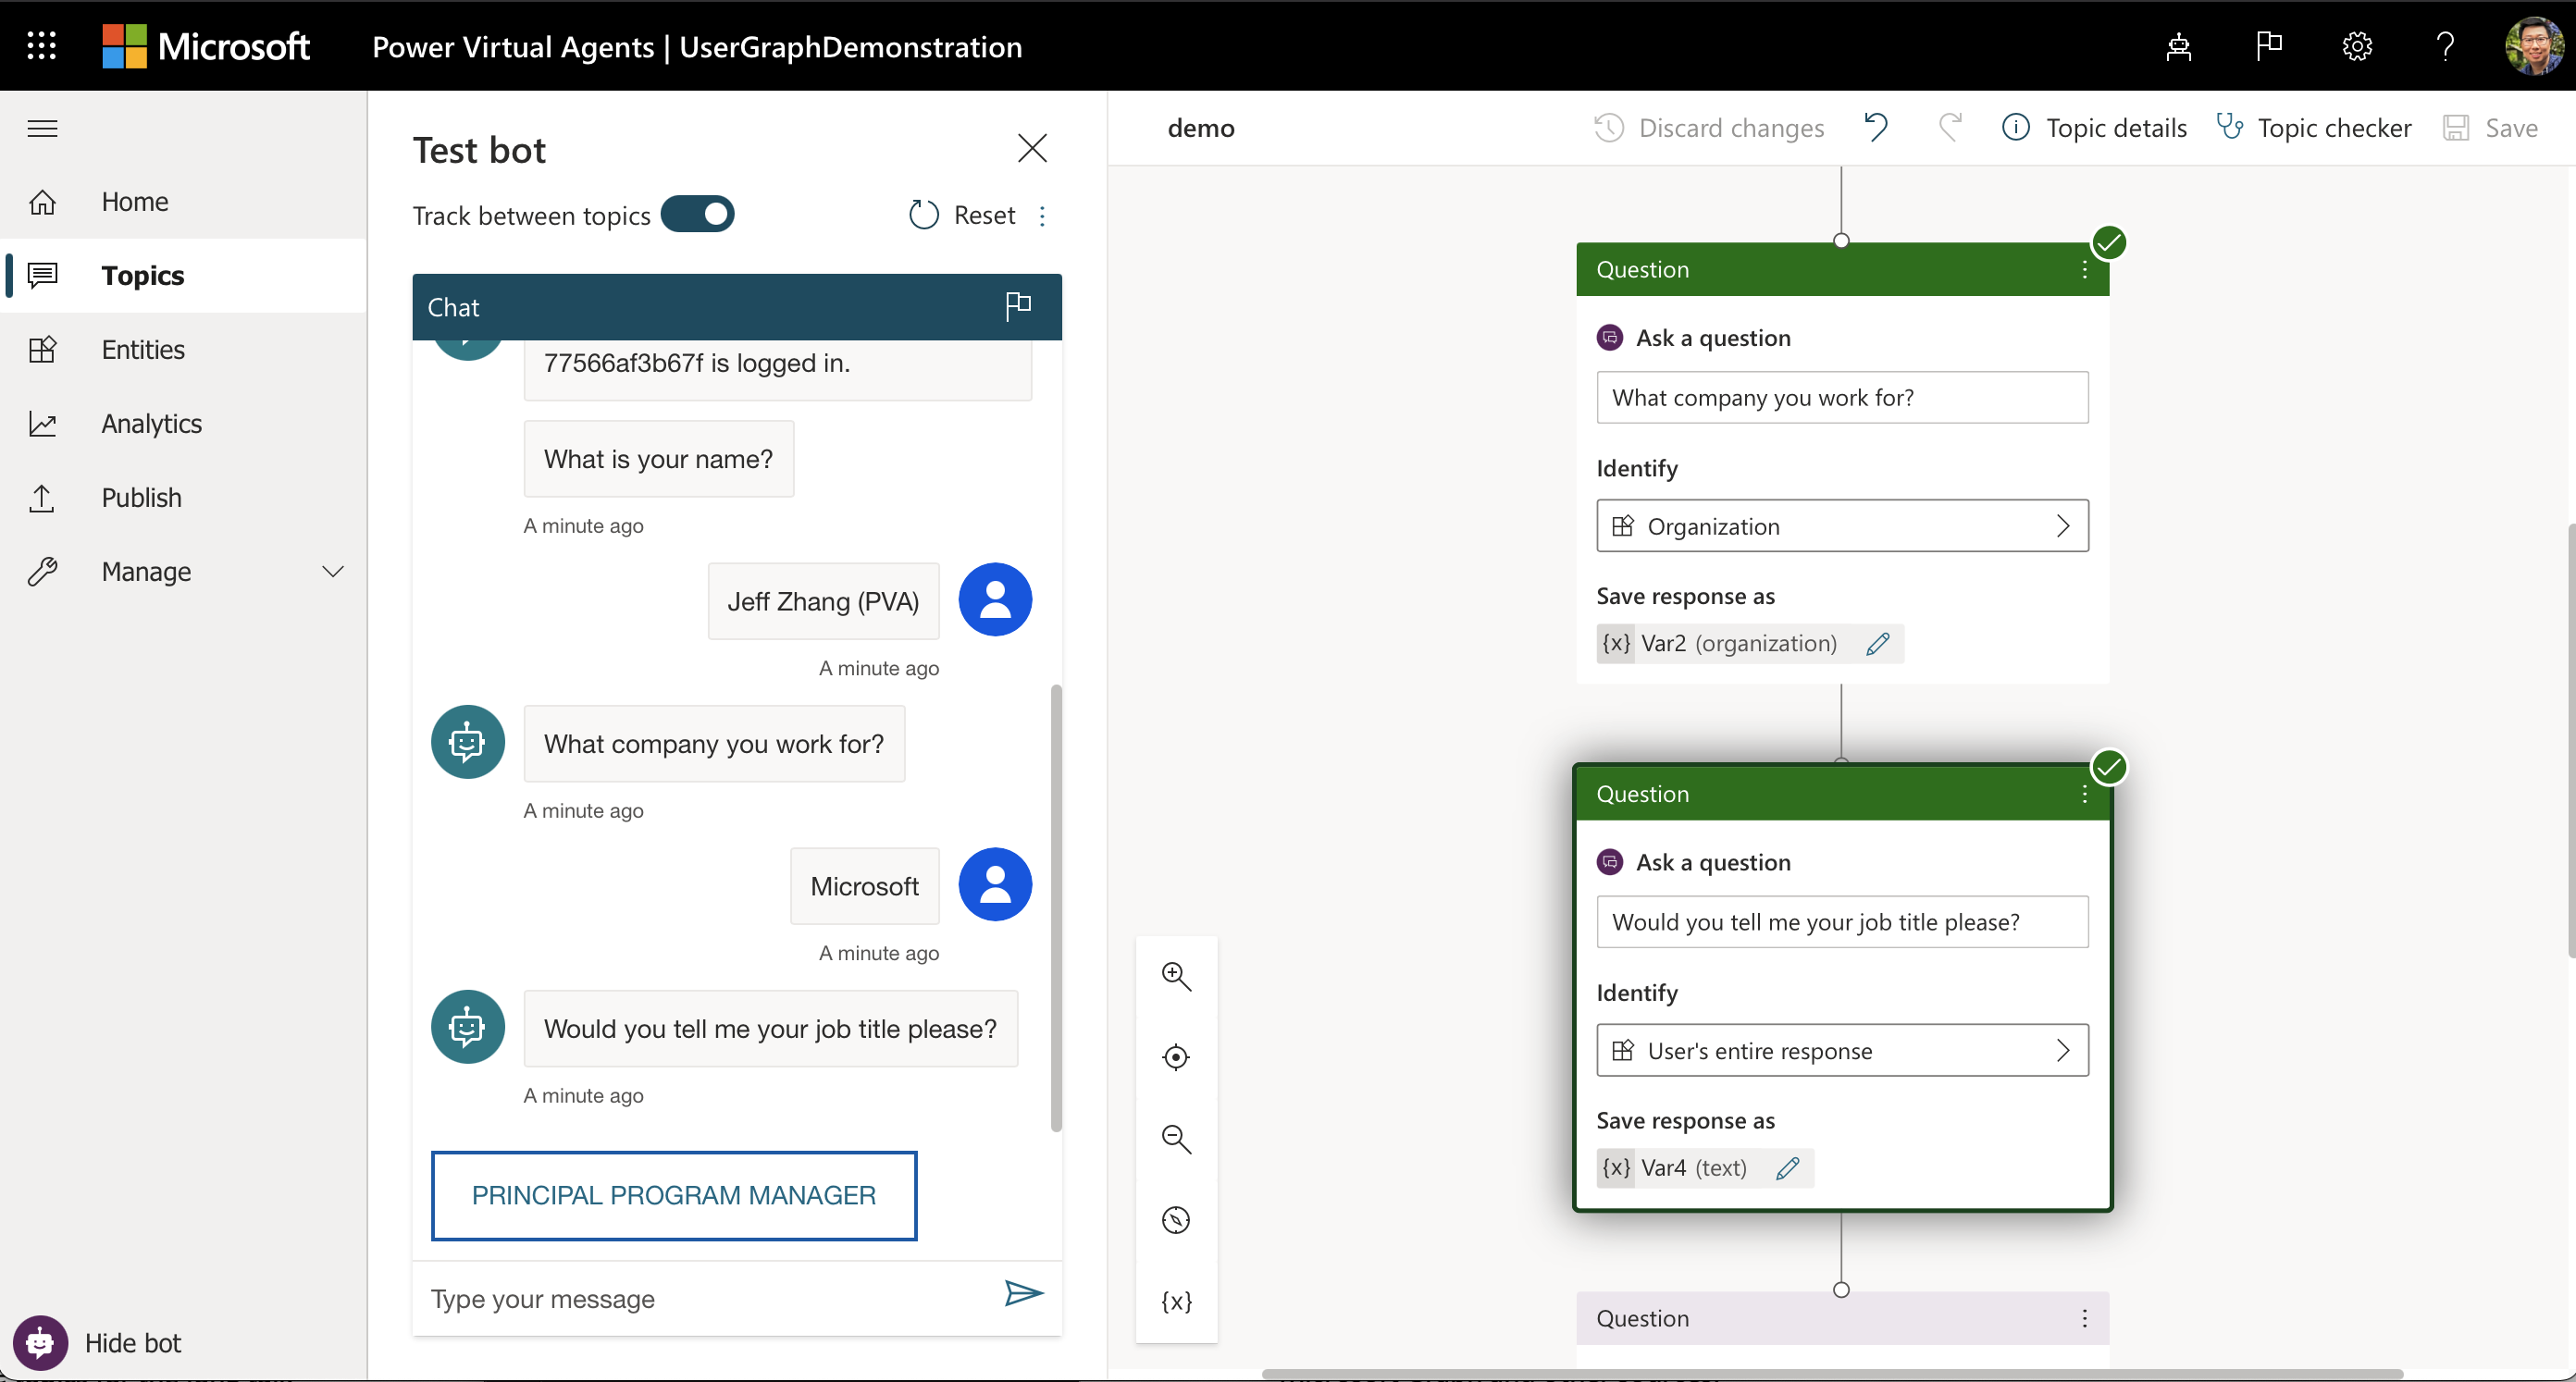 Microsoft
Power Virtual Agents | UserGraphDemonstration
Home
Topics
Entities
Analytics
Publish
Manage
Hide bot
Test bot
Track between topics
Reset
Chat
77566af3b67f is logged in.
What is your name?
A minute ago
Jeff Zhang (PVA)
A minute ago
What company you work for?
A minute ago
Microsoft
A minute ago
Would you tell me your job title please?
A minute ago
PRINCIPAL PROGRAM MANAGER
Type your message
demo
Discard changes
Topic details
Topic checker
Save
Question
Ask a question
What company you work for?
Identify
Organization
Save response as
{x} Var2 (organization)
Question
Ask a question
Would you tell me your job title please?
Identify
User's entire response
Save response as
{x} Var4 (text)
{x}
Question